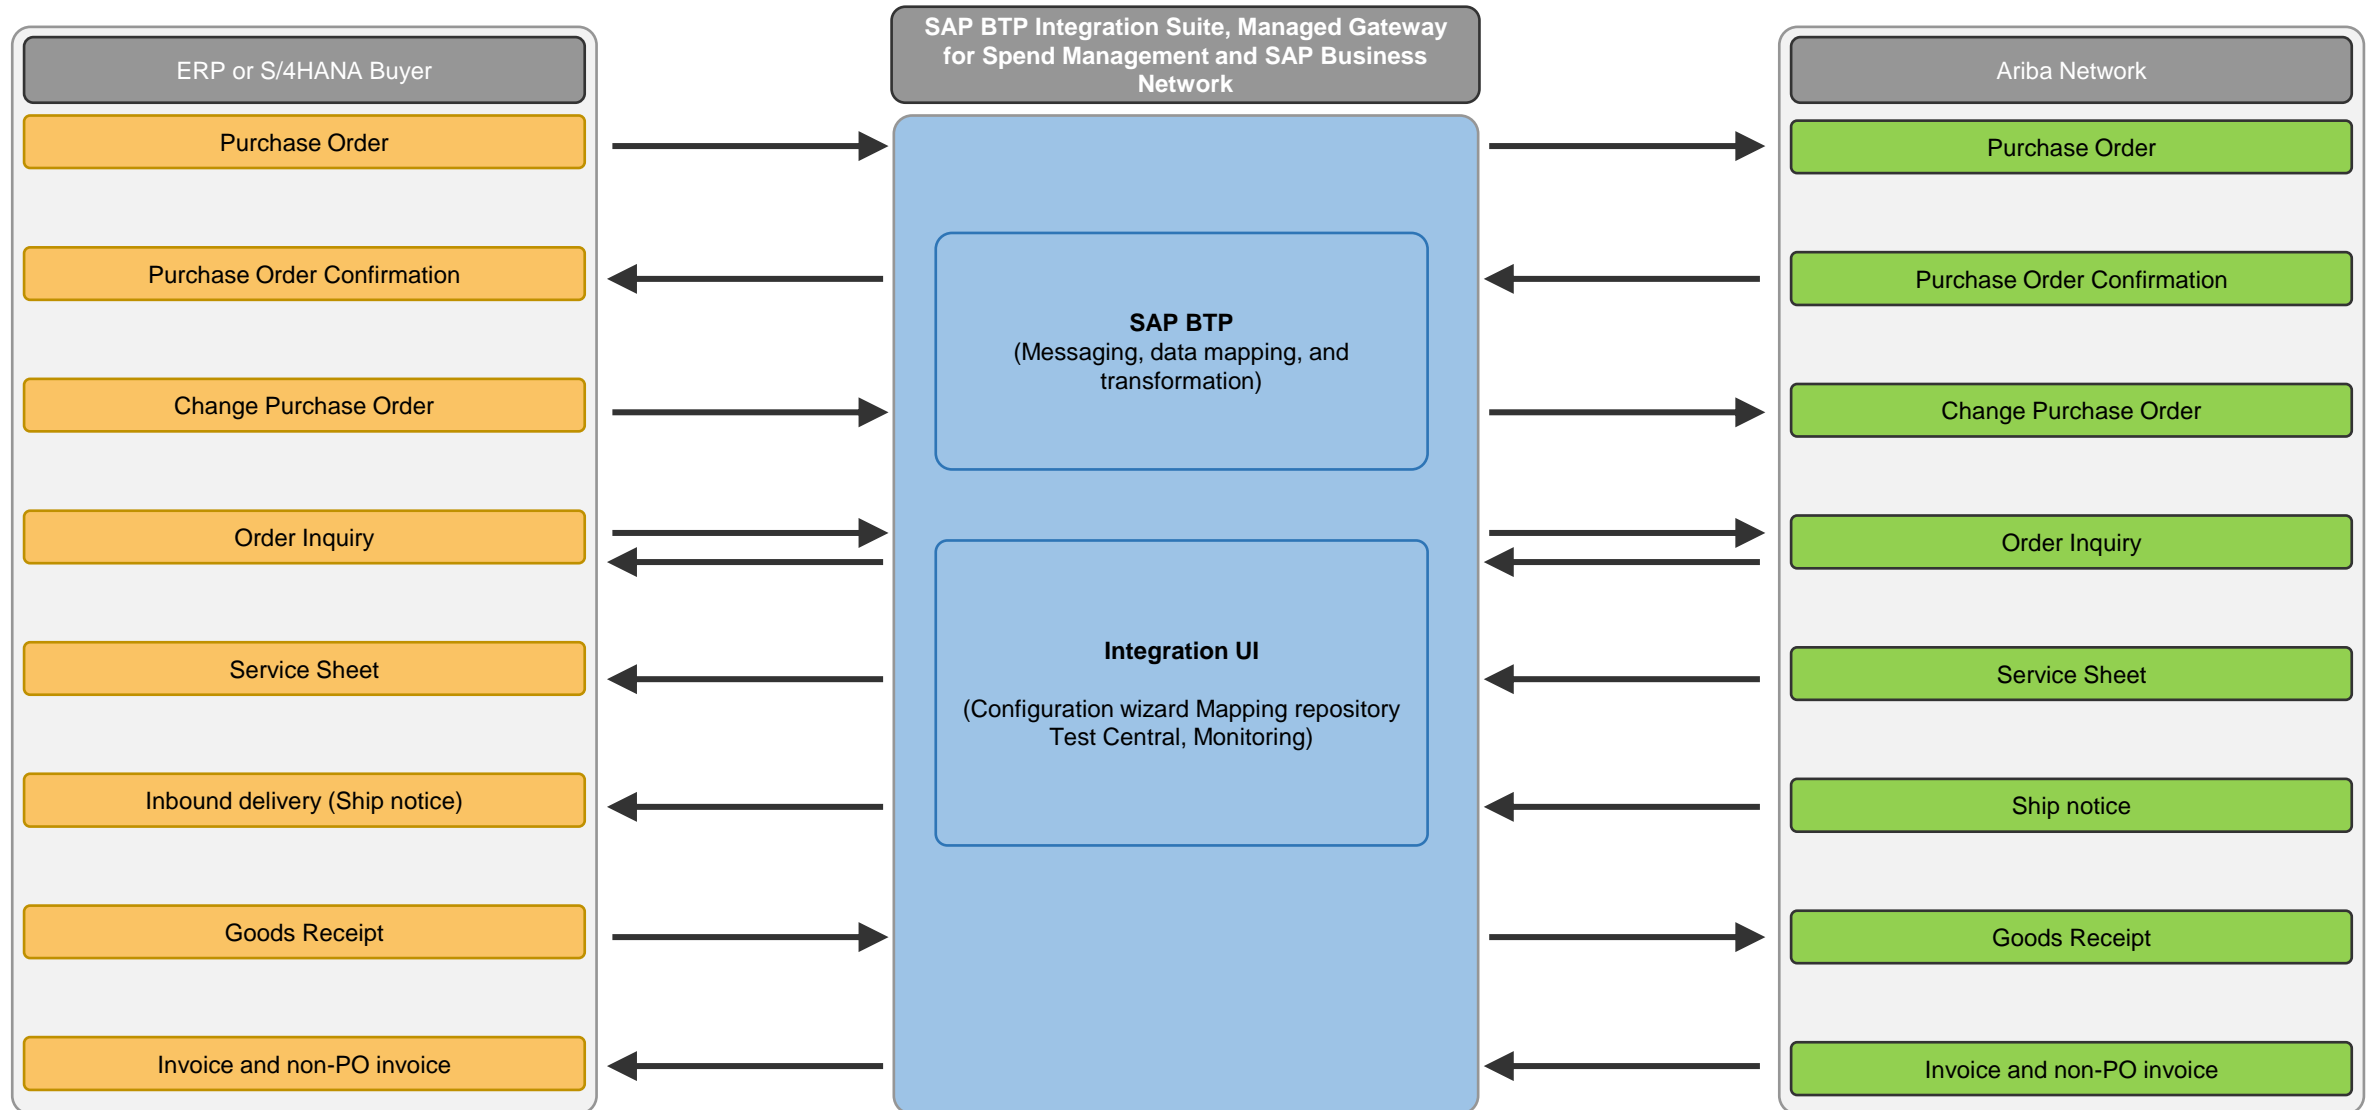 ERP or S/4HANA Buyer
Purchase Order
Purchase Order Confirmation
Change Purchase Order
Order Inquiry
Service Sheet
Inbound delivery (Ship notice)
Goods Receipt
Invoice and non-PO invoice
SAP BTP Integration Suite, Managed Gateway
for Spend Management and SAP Business
Network
SAP BTP
(Messaging, data mapping, and
transformation)
Integration UI
(Configuration wizard Mapping repository
Test Central, Monitoring)
Ariba Network
Purchase Order
Purchase Order Confirmation
Change Purchase Order
Order Inquiry
Service Sheet
Ship notice
Goods Receipt
Invoice and non-PO invoice